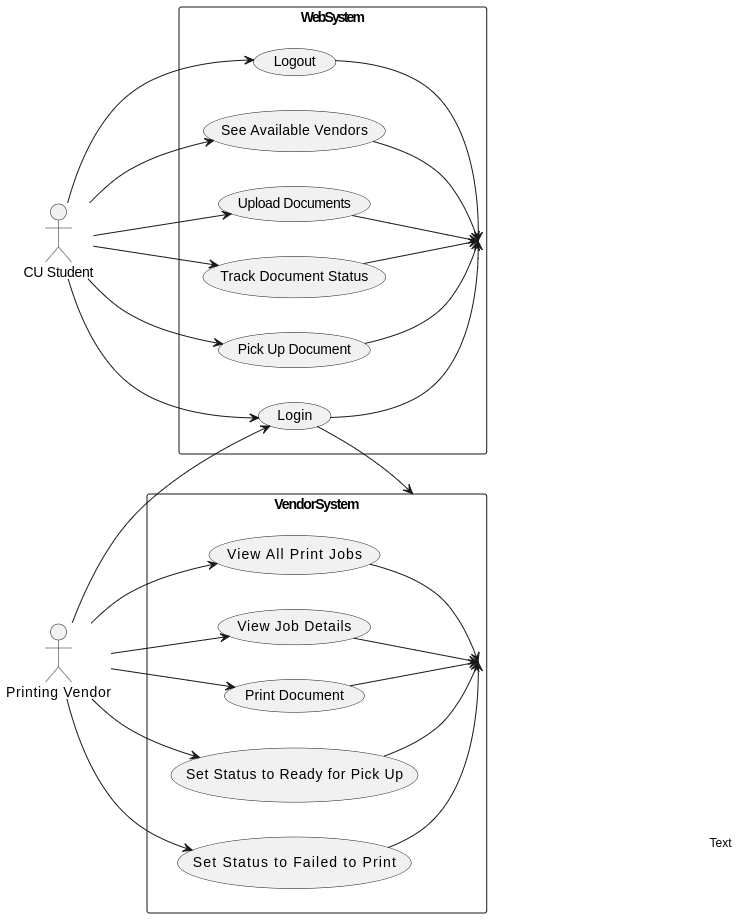 WebSystem
Logout
See Available Vendors
Upload Documents
CU Student
Track Document Status
Pick Up Document
Login
VendorSystem
View All Print Jobs
View Job Details
Printing Vendor
Print Document
Set Status to Ready for Pick Up
Set Status to Failed to Print
Text